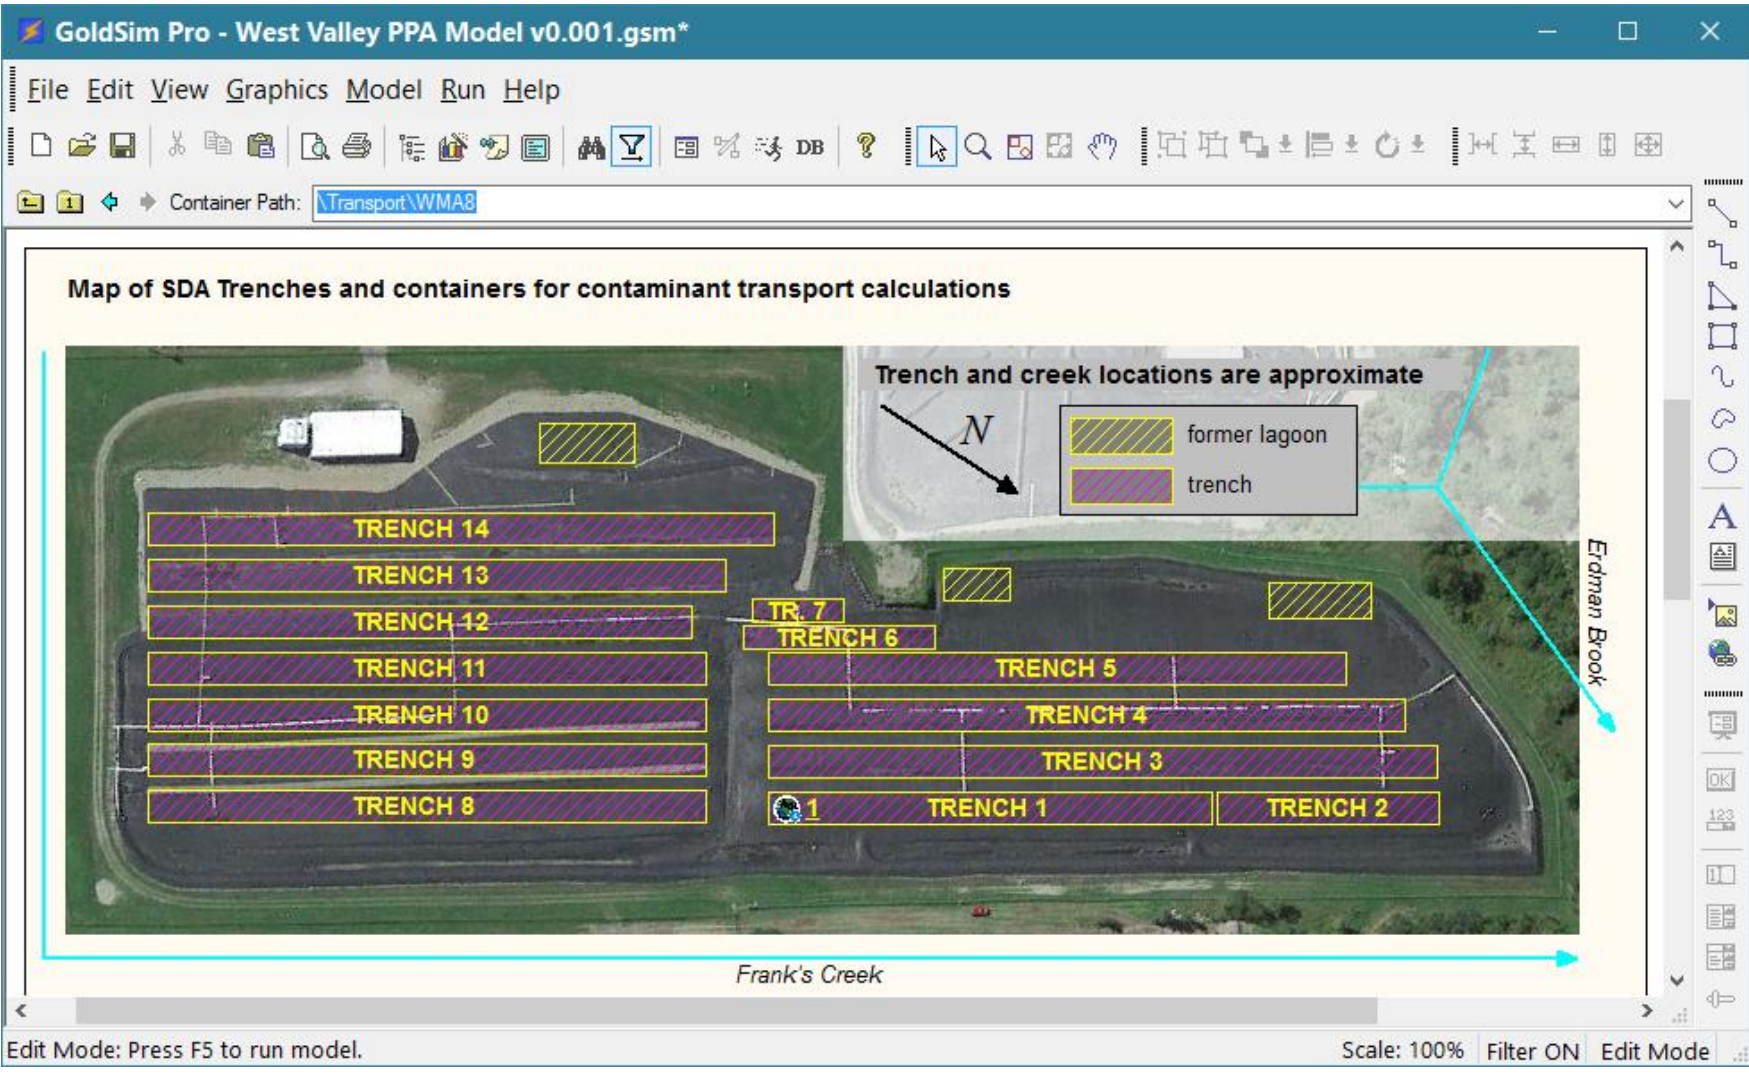 GoldSim Pro - West Valley PPA Model v0.001.gsm*
File Edit View Graphics Model Run Help
DB
Container Path: \Transport\WMA8
Map of SDA Trenches and containers for contaminant transport calculations
Trench and creek locations are approximate
N
former lagoon
trench
TRENCH 14
TRENCH 13
TRENCH 12
TRENCH 11
TRENCH 10
TRENCH 9
TRENCH 8
TR. 7
TRENCH 6
TRENCH 5
TRENCH 4
TRENCH 3
1 TRENCH 1 TRENCH 2
Erdman Brook
Frank's Creek
A
OK
123
Edit Mode: Press F5 to run model. Scale: 100% Filter ON Edit Mode